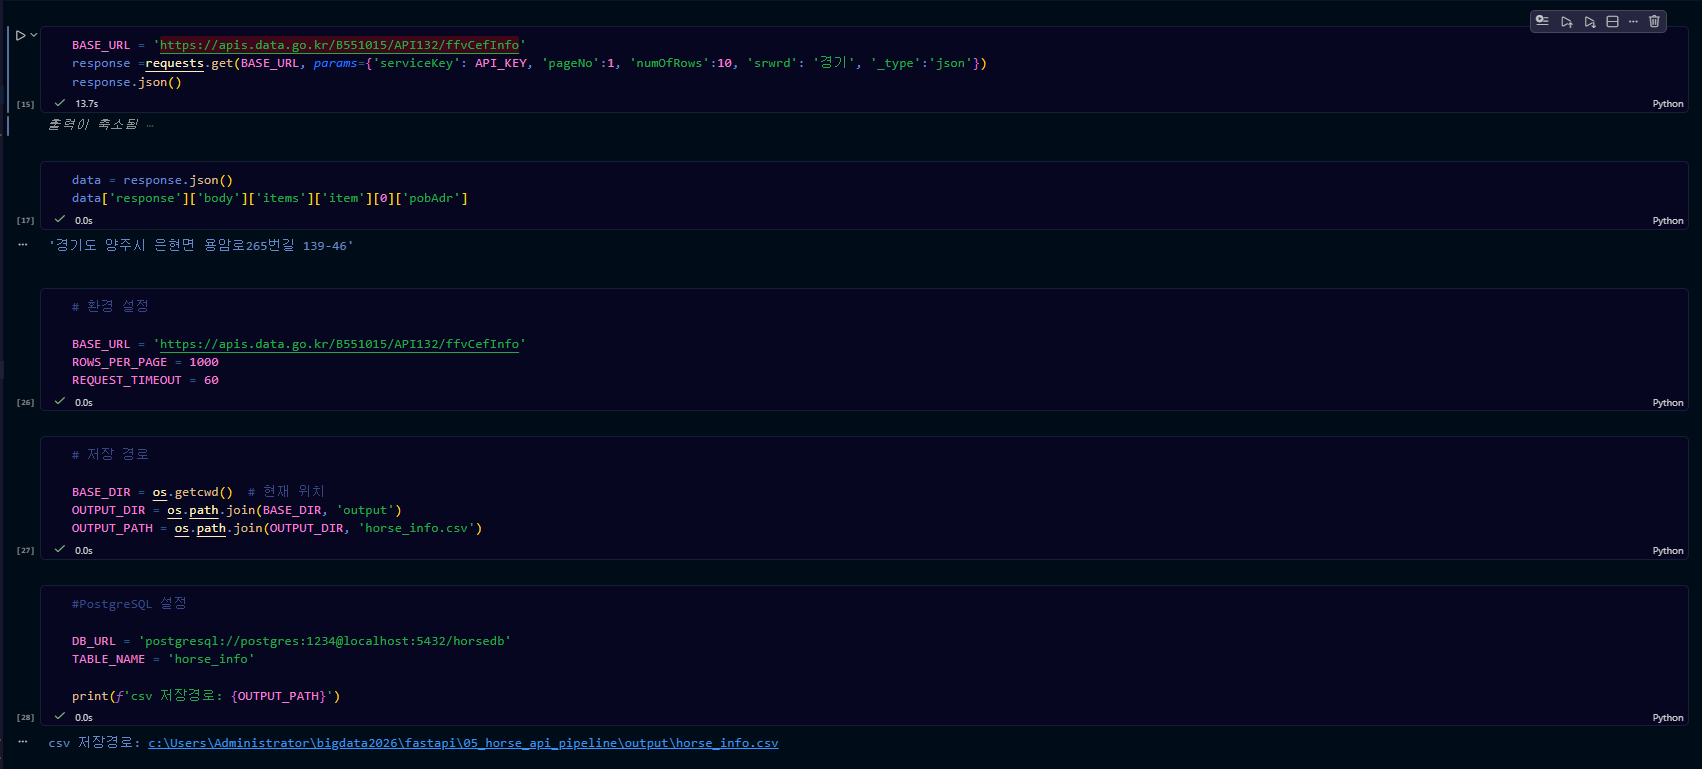 BASE_URL = 'https://apis.data.go.kr/B551015/API132/ffvCefInfo'
response =requests.get(BASE_URL, params={'serviceKey': API_KEY, 'pageNo':1, 'numOfRows':10, 'srwrd': '경기', '_type':'json'})
response.json()
[15] 13.7s Python
출력이 축소됨 …
data = response.json()
data['response']['body']['items']['item'][0]['pobAdr']
[17] 0.0s Python
'경기도 양주시 은현면 용암로265번길 139-46'
# 환경 설정
BASE_URL = 'https://apis.data.go.kr/B551015/API132/ffvCefInfo'
ROWS_PER_PAGE = 1000
REQUEST_TIMEOUT = 60
[26] 0.0s Python
# 저장 경로
BASE_DIR = os.getcwd()  # 현재 위치
OUTPUT_DIR = os.path.join(BASE_DIR, 'output')
OUTPUT_PATH = os.path.join(OUTPUT_DIR, 'horse_info.csv')
[27] 0.0s Python
#PostgreSQL 설정
DB_URL = 'postgresql://postgres:1234@localhost:5432/horsedb'
TABLE_NAME = 'horse_info'
print(f'csv 저장경로: {OUTPUT_PATH}')
[28] 0.0s Python
csv 저장경로: c:\Users\Administrator\bigdata2026\fastapi\05_horse_api_pipeline\output\horse_info.csv